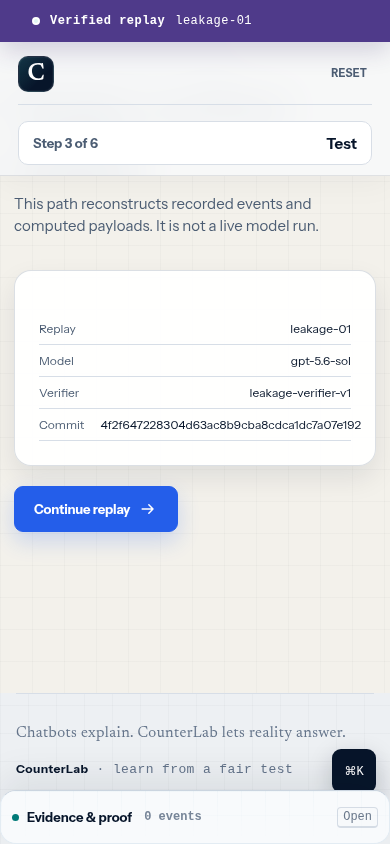 Verified replay leakage-01
C
RESET
Step 3 of 6
Test
This path reconstructs recorded events and
computed payloads. It is not a live model run.
Replay leakage-01
Model gpt-5.6-sol
Verifier leakage-verifier-v1
Commit 4f2f647228304d63ac8b9cba8cdca1dc7a07e192
Continue replay →
Chatbots explain. CounterLab lets reality answer.
CounterLab · learn from a fair test
⌘K
Evidence & proof 0 events Open